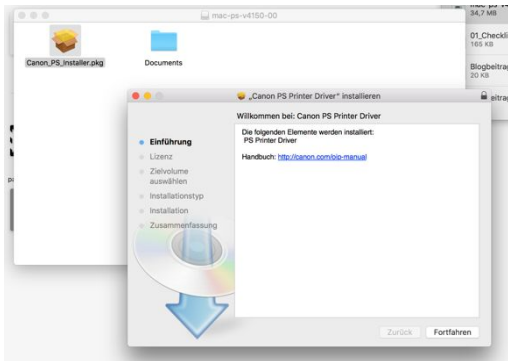 mac-ps-v4150-00
34,7 MB
Canon_PS_Installer.pkg
Documents
165 KB
20 KB
„Canon PS Printer Driver“ installieren
Willkommen bei: Canon PS Printer Driver
Einführung
Lizenz
Zielvolume
auswählen
Installationstyp
Installation
Zusammenfassung
Die folgenden Elemente werden installiert:
PS Printer Driver
Handbuch: http://canon.com/oip-manual
Zurück
Fortfahren